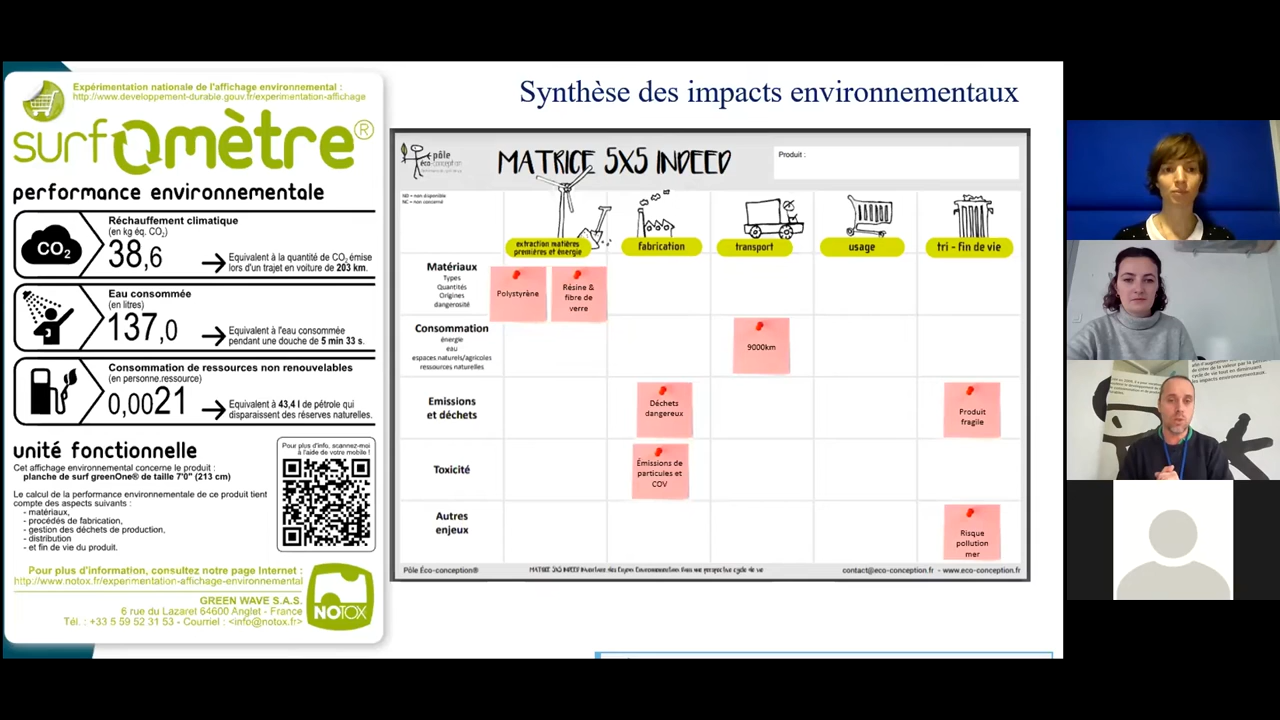 Synthèse des impacts environnementaux
Expérimentation nationale de l'affichage environnemental :
http://www.developpement-durable.gouv.fr/experimentation-affichage
surfomètre®
performance environnementale
Réchauffement climatique
(en kg éq. CO₂)
CO₂
38,6
Equivalent à la quantité de CO₂ émise
lors d'un trajet en voiture de 203 km.
Eau consommée
(en litres)
137,0
Equivalent à l'eau consommée
pendant une douche de 5 min 33 s.
Consommation de ressources non renouvelables
(en personne.ressource)
0,0021
Equivalent à 43,4 l de pétrole qui
disparaissent des réserves naturelles.
unité fonctionnelle
Cet affichage environnemental concerne le produit :
planche de surf greenOne® de taille 7'0" (213 cm)
Le calcul de la performance environnementale de ce produit tient
compte des aspects suivants :
- matériaux,
- procédés de fabrication,
- gestion des déchets de production,
- distribution
- et fin de vie du produit.
Pour plus d'info, scannez-moi
à l'aide de votre mobile !
Pour plus d'information, consultez notre page Internet :
http://www.notox.fr/experimentation-affichage-environnemental
GREEN WAVE S.A.S.
6 rue du Lazaret 64600 Anglet - France
Tél. : +33 5 59 52 31 53 - Courriel : <info@notox.fr>
NOTOX
pôle
éco-conception
MATRICE 5X5 INDEED
Produit :
ND = non disponible
NC = non concerné
extraction matières
premières et énergie
fabrication
transport
usage
tri - fin de vie
Matériaux
Types
Quantités
Origines
dangerosité
Polystyrène
Résine &
fibre de
verre
Consommation
énergie
eau
espaces naturels/agricoles
ressources naturelles
9000km
Emissions
et déchets
Déchets
dangereux
Produit
fragile
Toxicité
Émissions de
particules et
COV
Autres
enjeux
Risque
pollution
mer
Pôle Éco-conception®
contact@eco-conception.fr - www.eco-conception.fr